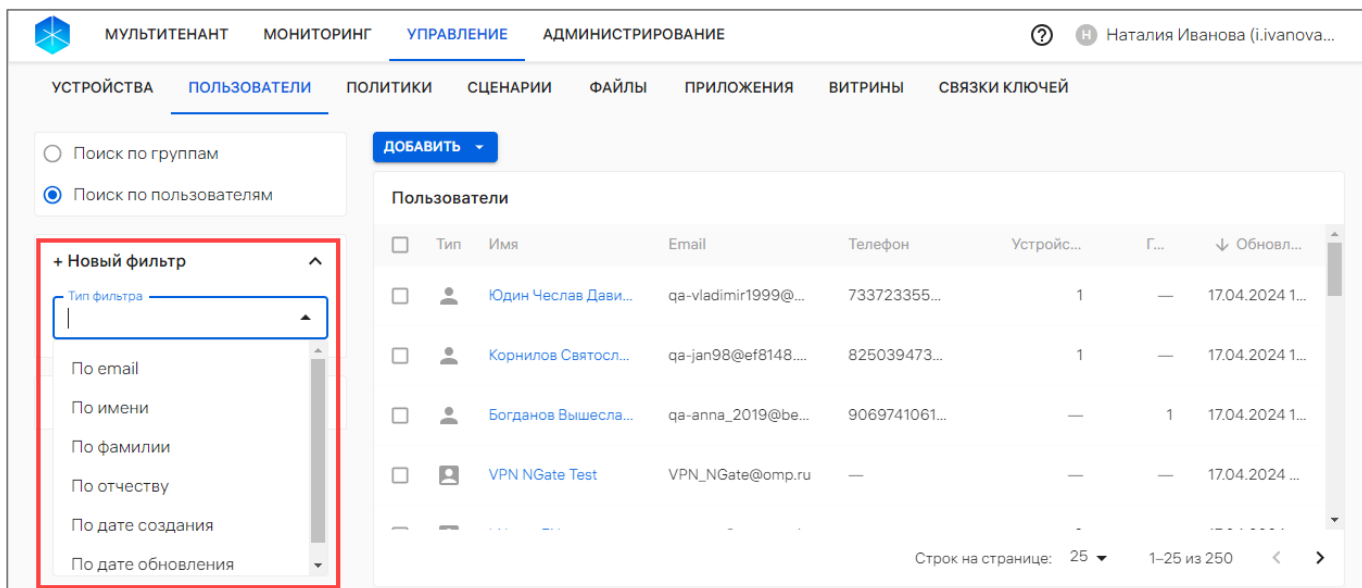 МУЛЬТИТЕНАНТ МОНИТОРИНГ УПРАВЛЕНИЕ АДМИНИСТРИРОВАНИЕ ? Н Наталия Иванова (i.ivanova...
УСТРОЙСТВА ПОЛЬЗОВАТЕЛИ ПОЛИТИКИ СЦЕНАРИИ ФАЙЛЫ ПРИЛОЖЕНИЯ ВИТРИНЫ СВЯЗКИ КЛЮЧЕЙ
Поиск по группам
Поиск по пользователям
+ Новый фильтр
Тип фильтра
По email
По имени
По фамилии
По отчеству
По дате создания
По дате обновления
ДОБАВИТЬ
Пользователи
Тип Имя Email Телефон Устройс... Г... ↓ Обновл...
Юдин Чеслав Дави... qa-vladimir1999@... 733723355... 1 — 17.04.2024 1...
Корнилов Святосл... qa-jan98@ef8148.... 825039473... 1 — 17.04.2024 1...
Богданов Вышесла... qa-anna_2019@be... 9069741061... — 1 17.04.2024 1...
VPN NGate Test VPN_NGate@omp.ru — — — 17.04.2024 ...
Строк на странице: 25 1–25 из 250